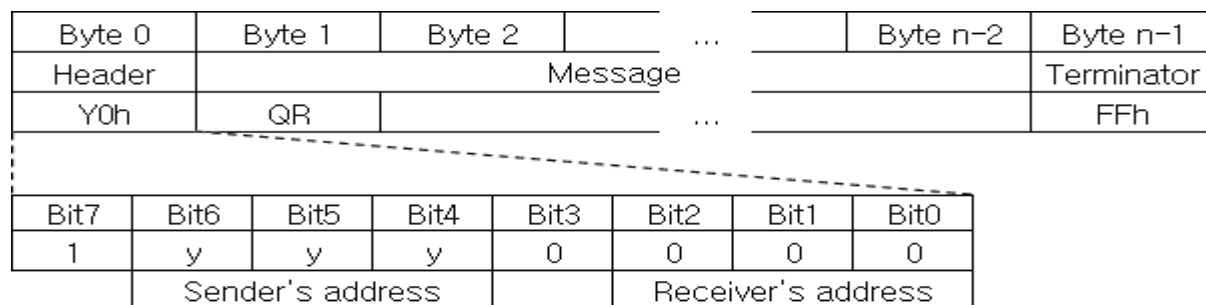 Byte 0 Byte 1 Byte 2 ... Byte n-2 Byte n-1
Header Message Terminator
Y0h QR ... FFh
Bit7 Bit6 Bit5 Bit4 Bit3 Bit2 Bit1 Bit0
1 y y y 0 0 0 0
Sender's address Receiver's address